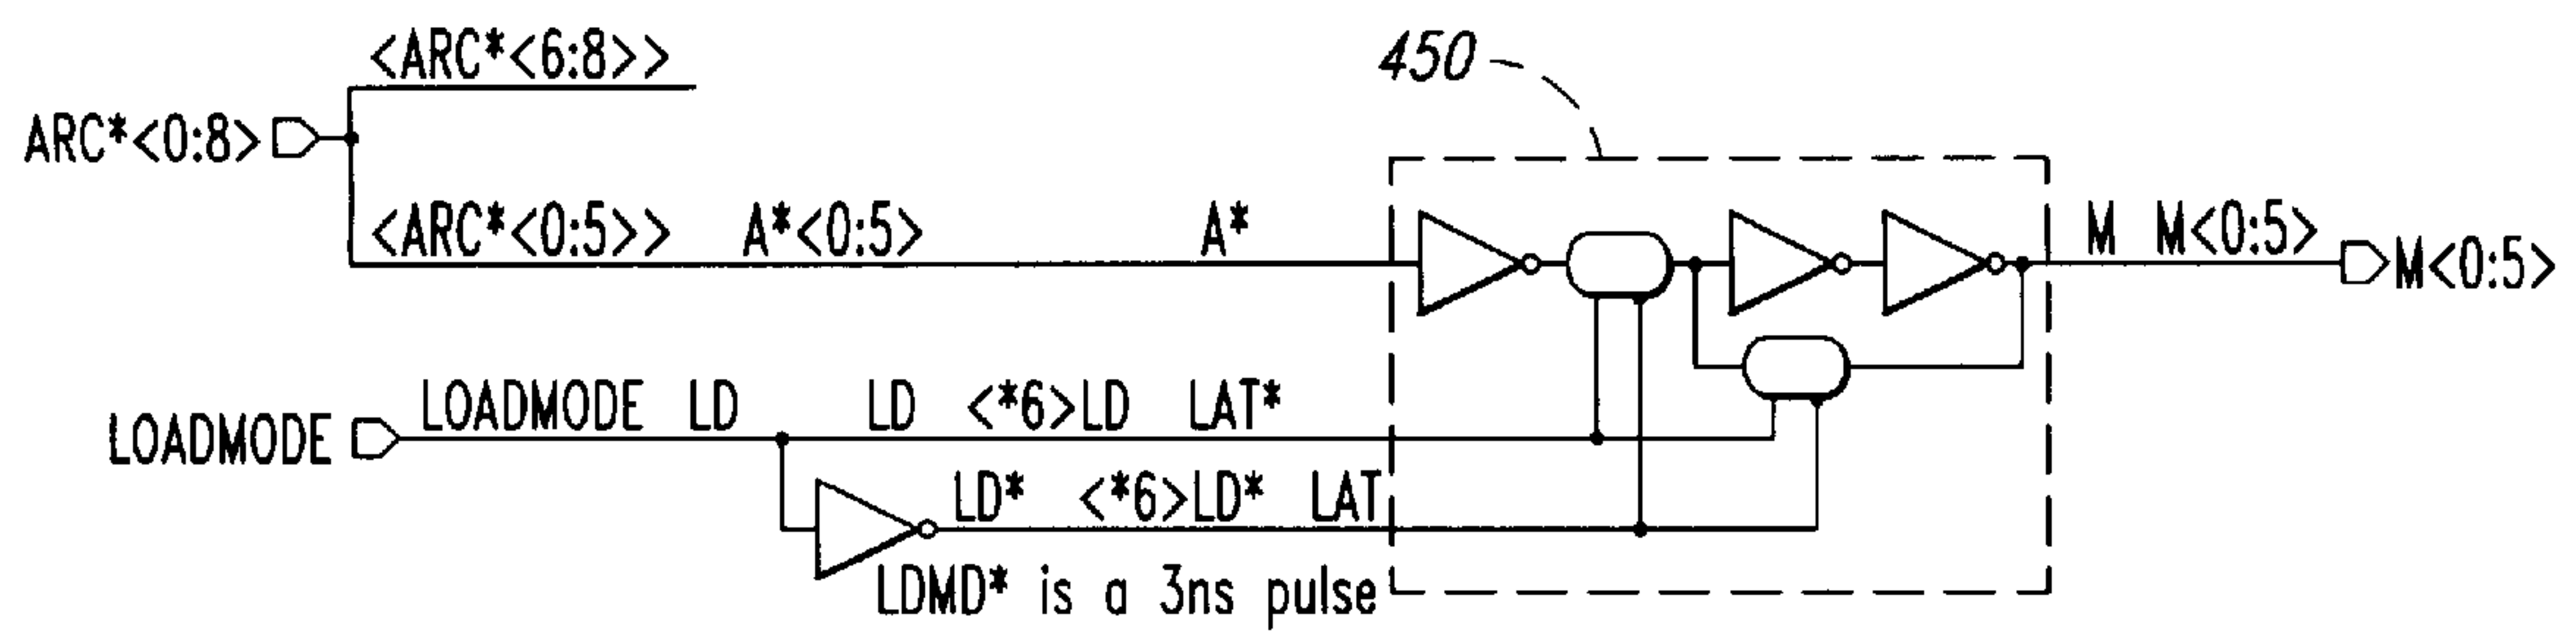 <ARC*<6:8>>
450
ARC*<0:8>
<ARC*<0:5>> A*<0:5> A*
M M<0:5>
M<0:5>
LOADMODE LD LD <*6>LD LAT*
LOADMODE
LD* <*6>LD* LAT
LDMD* is a 3ns pulse